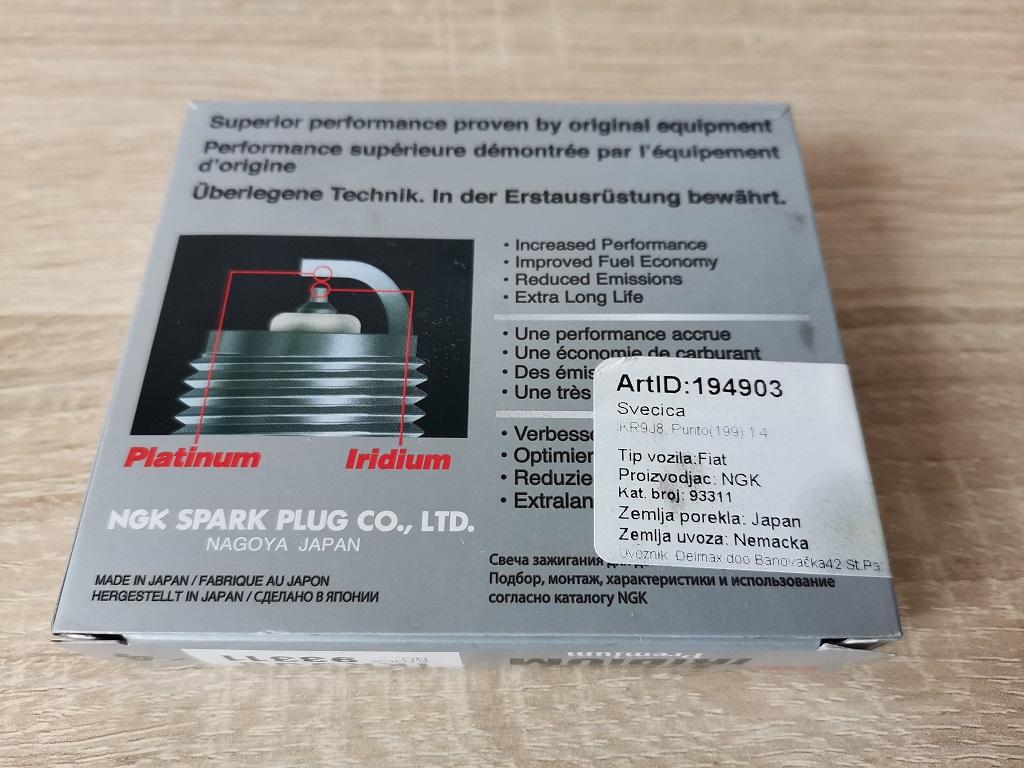 Superior performance proven by original equipment
Performance supérieure démontrée par l'équipement
d'origine
Überlegene Technik. In der Erstausrüstung bewährt.
• Increased Performance
• Improved Fuel Economy
• Reduced Emissions
• Extra Long Life
• Une performance accrue
• Une économie de carburant
• Des
• Une très
Platinum
Iridium
NGK SPARK PLUG CO., LTD.
NAGOYA JAPAN
MADE IN JAPAN / FABRIQUE AU JAPON
HERGESTELLT IN JAPAN / СДЕЛАНО В ЯПОНИИ
ArtID:194903
Svecica
IKR9J8, Punto(199) 1.4
Tip vozila:Fiat
Proizvodjac: NGK
Kat. broj: 93311
Zemlja porekla: Japan
Zemlja uvoza: Nemacka
Uvoznik: Delmax doo Banovačka42 St.Pa
Свеча зажигания для
Подбор, монтаж, характеристики и использование
согласно каталогу NGK
IRIDIUM
Premium
93311